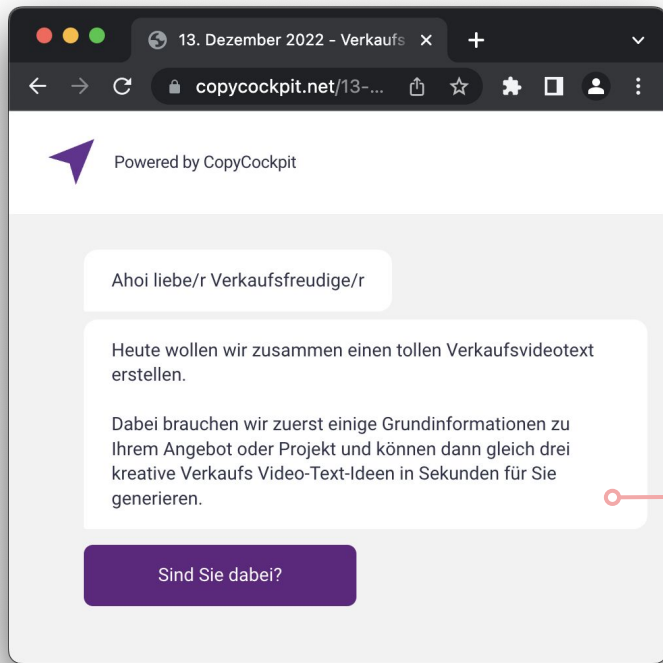 13. Dezember 2022 - Verkaufs
copycockpit.net/13-...
Powered by CopyCockpit
Ahoi liebe/r Verkaufsfreudige/r
Heute wollen wir zusammen einen tollen Verkaufsvideotext
erstellen.
Dabei brauchen wir zuerst einige Grundinformationen zu
Ihrem Angebot oder Projekt und können dann gleich drei
kreative Verkaufs Video-Text-Ideen in Sekunden für Sie
generieren.
Sind Sie dabei?